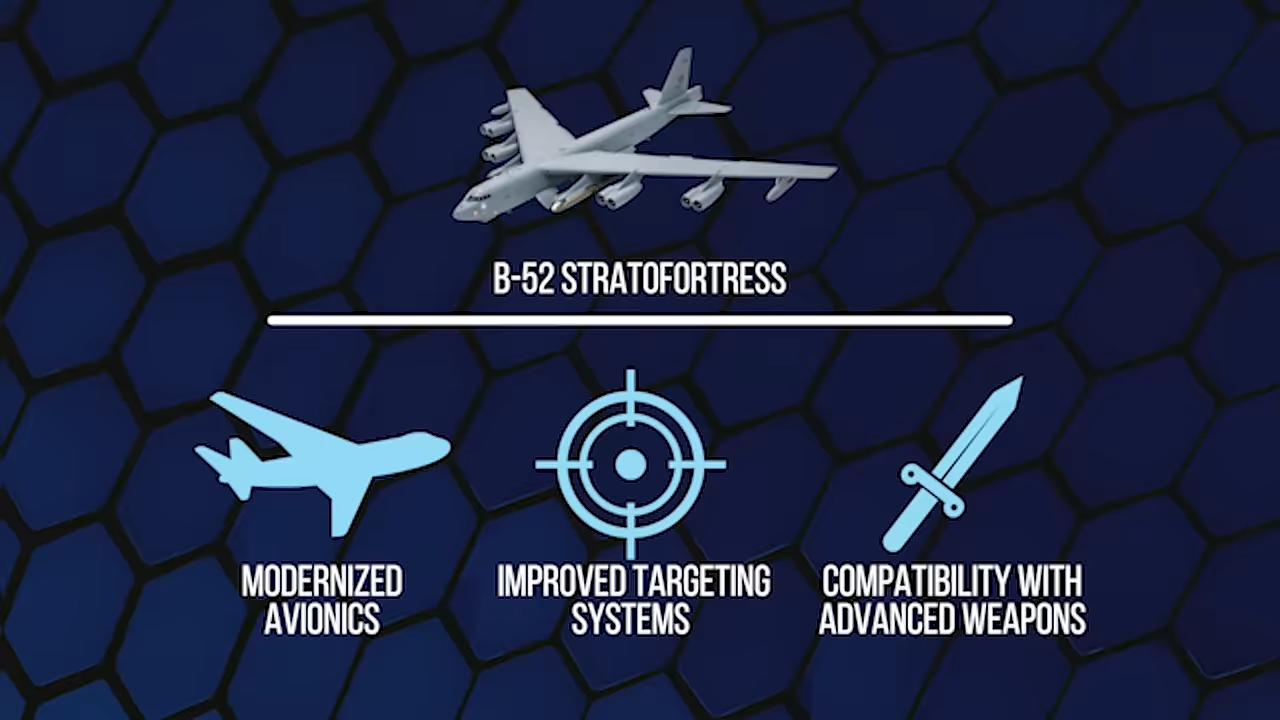 B-52 STRATOFORTRESS
MODERNIZED
AVIONICS
IMPROVED TARGETING
SYSTEMS
COMPATIBILITY WITH
ADVANCED WEAPONS